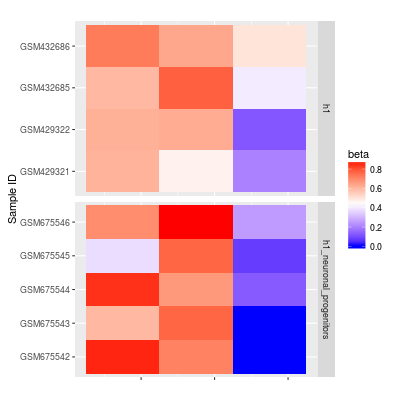 GSM432686
GSM432685
GSM429322
GSM429321
h1
Sample ID
GSM675546
GSM675545
GSM675544
GSM675543
GSM675542
h1_neuronal_progenitors
beta
0.8
0.6
0.4
0.2
0.0